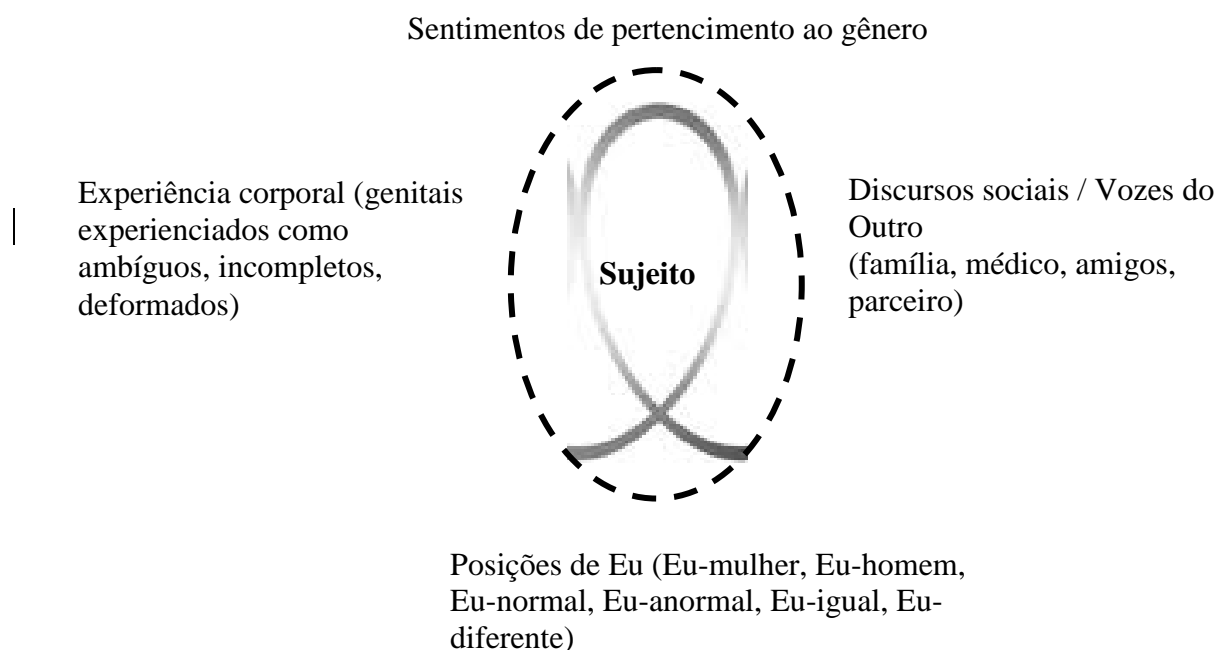 Sentimentos de pertencimento ao gênero
Experiência corporal (genitais
experienciados como
ambíguos, incompletos,
deformados)
Sujeito
Discursos sociais / Vozes do
Outro
(família, médico, amigos,
parceiro)
Posições de Eu (Eu-mulher, Eu-homem,
Eu-normal, Eu-anormal, Eu-igual, Eu-
diferente)